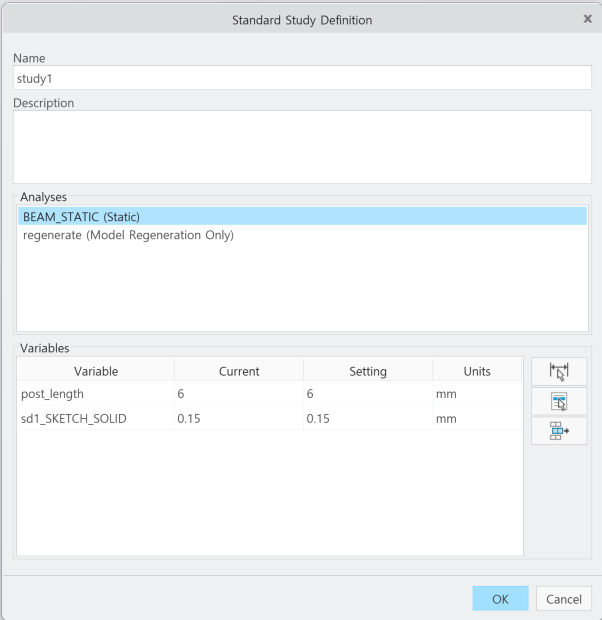 Standard Study Definition
x
Name
study1
Description
Analyses
BEAM_STATIC (Static)
regenerate (Model Regeneration Only)
Variables
Variable Current Setting Units
post_length 6 6 mm
sd1_SKETCH_SOLID 0.15 0.15 mm
OK Cancel